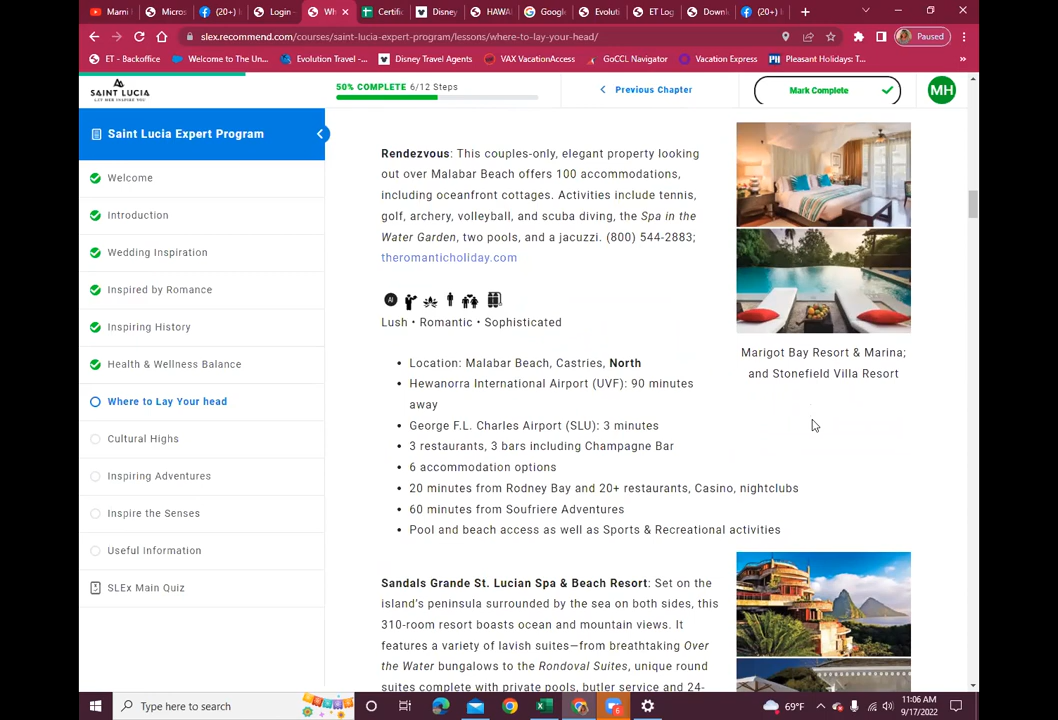 Marni
Micros
(20+)
Login -
Wh
Certific
Disney
HAWA
Google
Evoluti
ET Log
Downl
(20+)
slex.recommend.com/courses/saint-lucia-expert-program/lessons/where-to-lay-your-head/
Paused
ET - Backoffice
Welcome to The Un...
Evolution Travel -...
Disney Travel Agents
VAX VacationAccess
GoCCL Navigator
Vacation Express
Pleasant Holidays: T...
SAINT LUCIA
LET HER INSPIRE YOU
50% COMPLETE 6/12 Steps
Previous Chapter
Mark Complete
MH
Saint Lucia Expert Program
Welcome
Introduction
Wedding Inspiration
Inspired by Romance
Inspiring History
Health & Wellness Balance
Where to Lay Your head
Cultural Highs
Inspiring Adventures
Inspire the Senses
Useful Information
SLEx Main Quiz
Rendezvous: This couples-only, elegant property looking
out over Malabar Beach offers 100 accommodations,
including oceanfront cottages. Activities include tennis,
golf, archery, volleyball, and scuba diving, the Spa in the
Water Garden, two pools, and a jacuzzi. (800) 544-2883;
theromanticholiday.com
AI
Lush • Romantic • Sophisticated
• Location: Malabar Beach, Castries, North
• Hewanorra International Airport (UVF): 90 minutes
away
• George F.L. Charles Airport (SLU): 3 minutes
• 3 restaurants, 3 bars including Champagne Bar
• 6 accommodation options
• 20 minutes from Rodney Bay and 20+ restaurants, Casino, nightclubs
• 60 minutes from Soufriere Adventures
• Pool and beach access as well as Sports & Recreational activities
Marigot Bay Resort & Marina;
and Stonefield Villa Resort
Sandals Grande St. Lucian Spa & Beach Resort: Set on the
island's peninsula surrounded by the sea on both sides, this
310-room resort boasts ocean and mountain views. It
features a variety of lavish suites—from breathtaking Over
the Water bungalows to the Rondoval Suites, unique round
suites complete with private pools, butler service and 24-
Type here to search
69°F
11:06 AM
9/17/2022